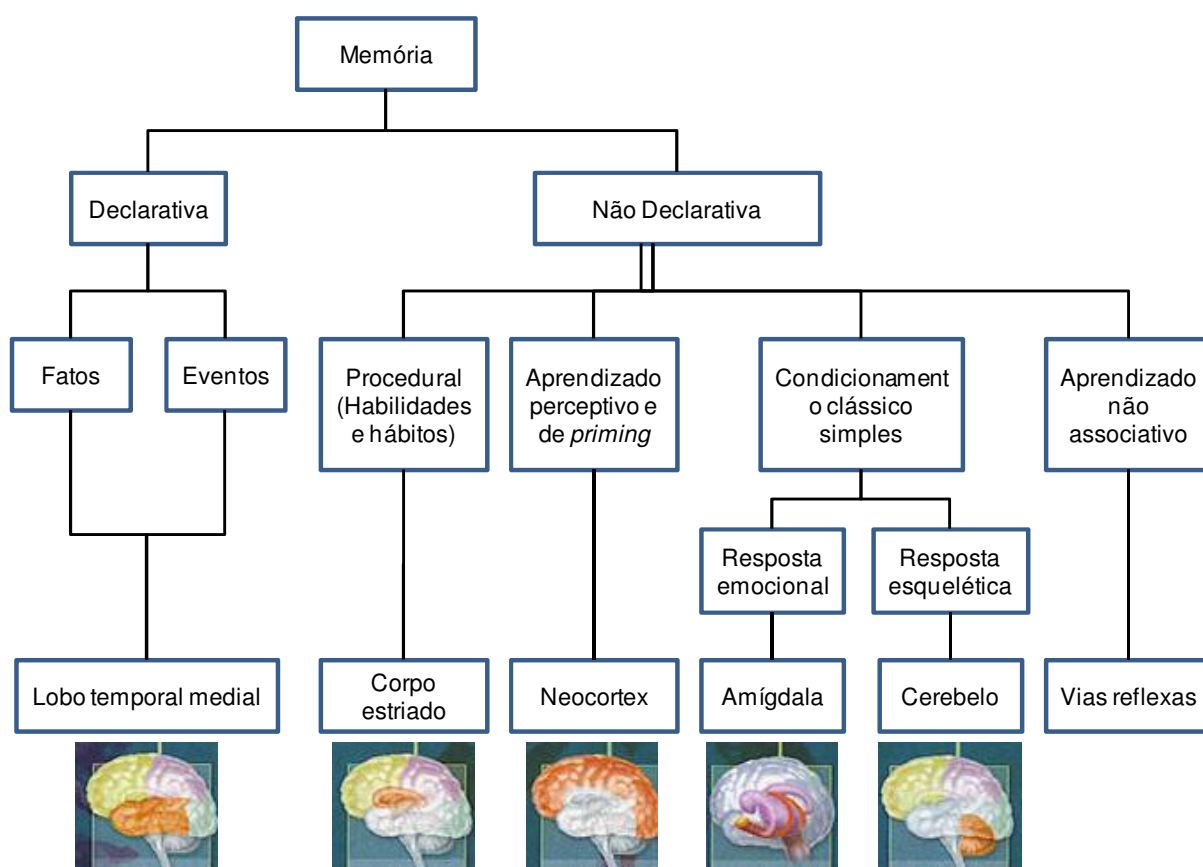 Memória
Declarativa
Não Declarativa
Fatos
Eventos
Procedural
(Habilidades
e hábitos)
Aprendizado
perceptivo e
de priming
Condicionament
o clássico
simples
Aprendizado
não
associativo
Resposta
emocional
Resposta
esquelética
Lobo temporal medial
Corpo
estriado
Neocortex
Amígdala
Cerebelo
Vias reflexas